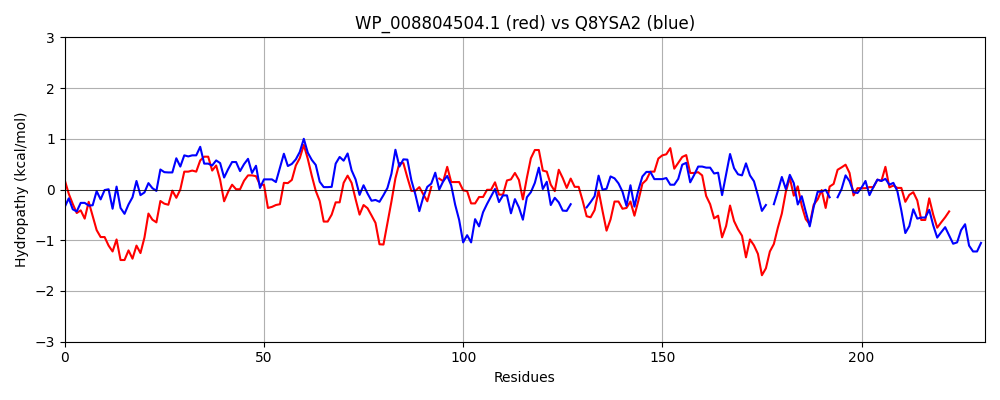 WP_008804504.1 (red) vs Q8YSA2 (blue)
3
2
1
0
−1
−2
−3
Hydropathy (kcal/mol)
0 50 100 150 200
Residues